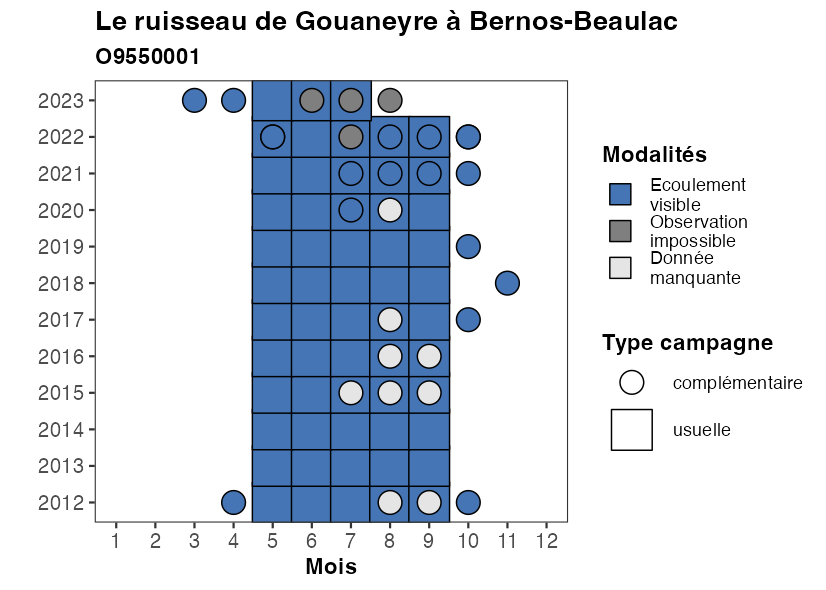 Le ruisseau de Gouaneyre à Bernos-Beaulac
O9550001
2023
2022
2021
2020
2019
2018
2017
2016
2015
2014
2013
2012
1 2 3 4 5 6 7 8 9 10 11 12
Mois
Modalités
Ecoulement
visible
Observation
impossible
Donnée
manquante
Type campagne
complémentaire
usuelle